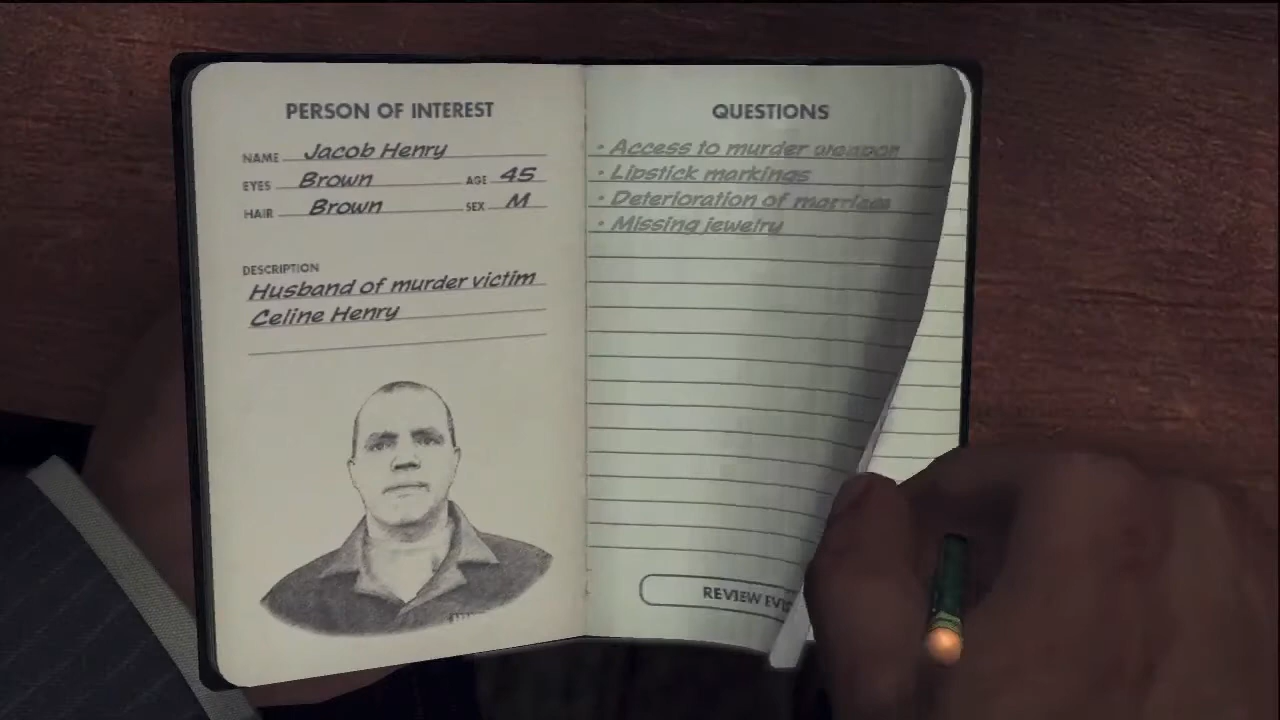 PERSON OF INTEREST
NAME Jacob Henry
EYES Brown AGE 45
HAIR Brown SEX M
DESCRIPTION
Husband of murder victim
Celine Henry
QUESTIONS
• Access to murder weapon
• Lipstick markings
• Deterioration of marriage
• Missing jewelry
REVIEW